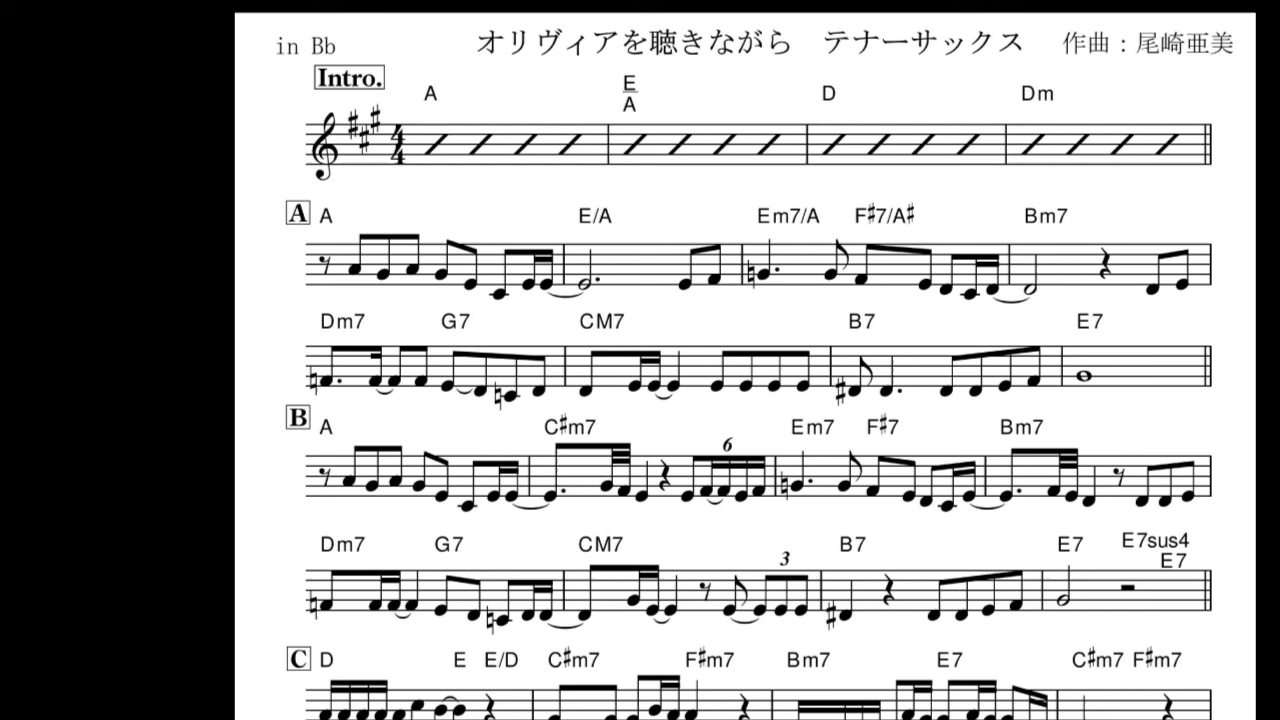 in Bb オリヴィアを聴きながら テナーサックス 作曲：尾崎亜美
Intro.
A E/A D Dm
4/4
A A E/A Em7/A F♯7/A♯ Bm7
Dm7 G7 CM7 B7 E7
B A C♯m7 Em7 F♯7 Bm7
6
Dm7 G7 CM7 B7 E7 E7sus4 E7
3
C D E E/D C♯m7 F♯m7 Bm7 E7 C♯m7 F♯m7